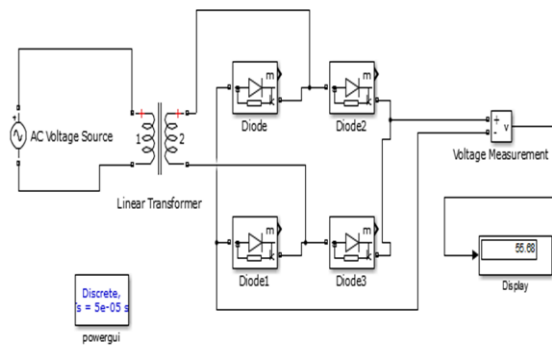 m
m
Diode
Diode2
AC Voltage Source
1
2
+
-
v
Voltage Measurement
Linear Transformer
m
m
Diode1
Diode3
55.68
Display
Discrete,
s = 5e-05 s
powergui